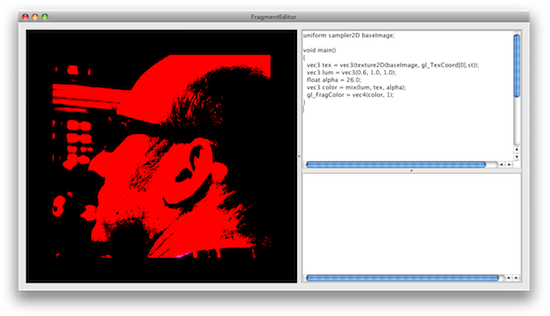 FragmentEditor
uniform sampler2D baseImage;
void main()
{
vec3 tex = vec3(texture2D(baseImage, gl_TexCoord[0].st));
vec3 lum = vec3(0.6, 1.0, 1.0);
float alpha = 26.0;
vec3 color = mix(lum, tex, alpha);
gl_FragColor = vec4(color, 1);
}